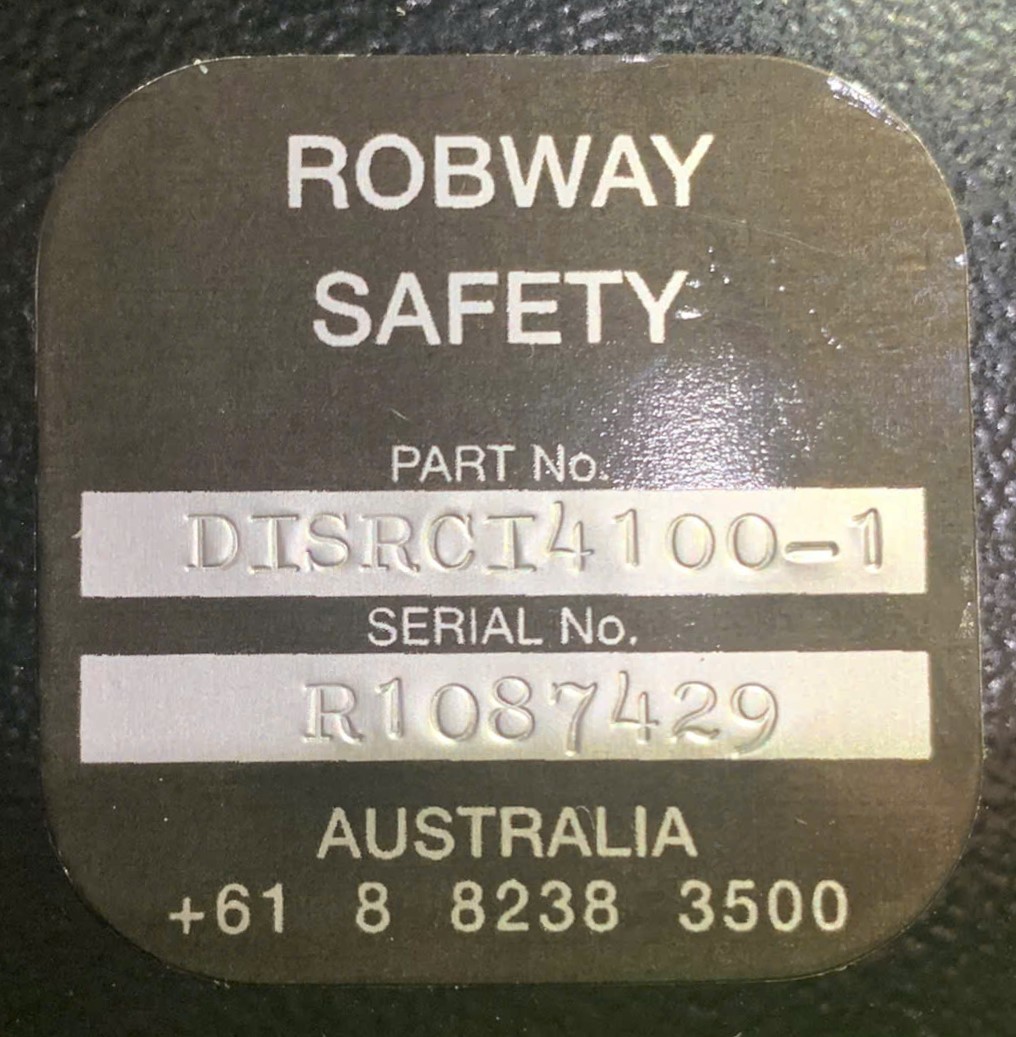 ROBWAY
SAFETY
PART No.
DISRCI4100-1
SERIAL No.
R1087429
AUSTRALIA
+61 8 8238 3500